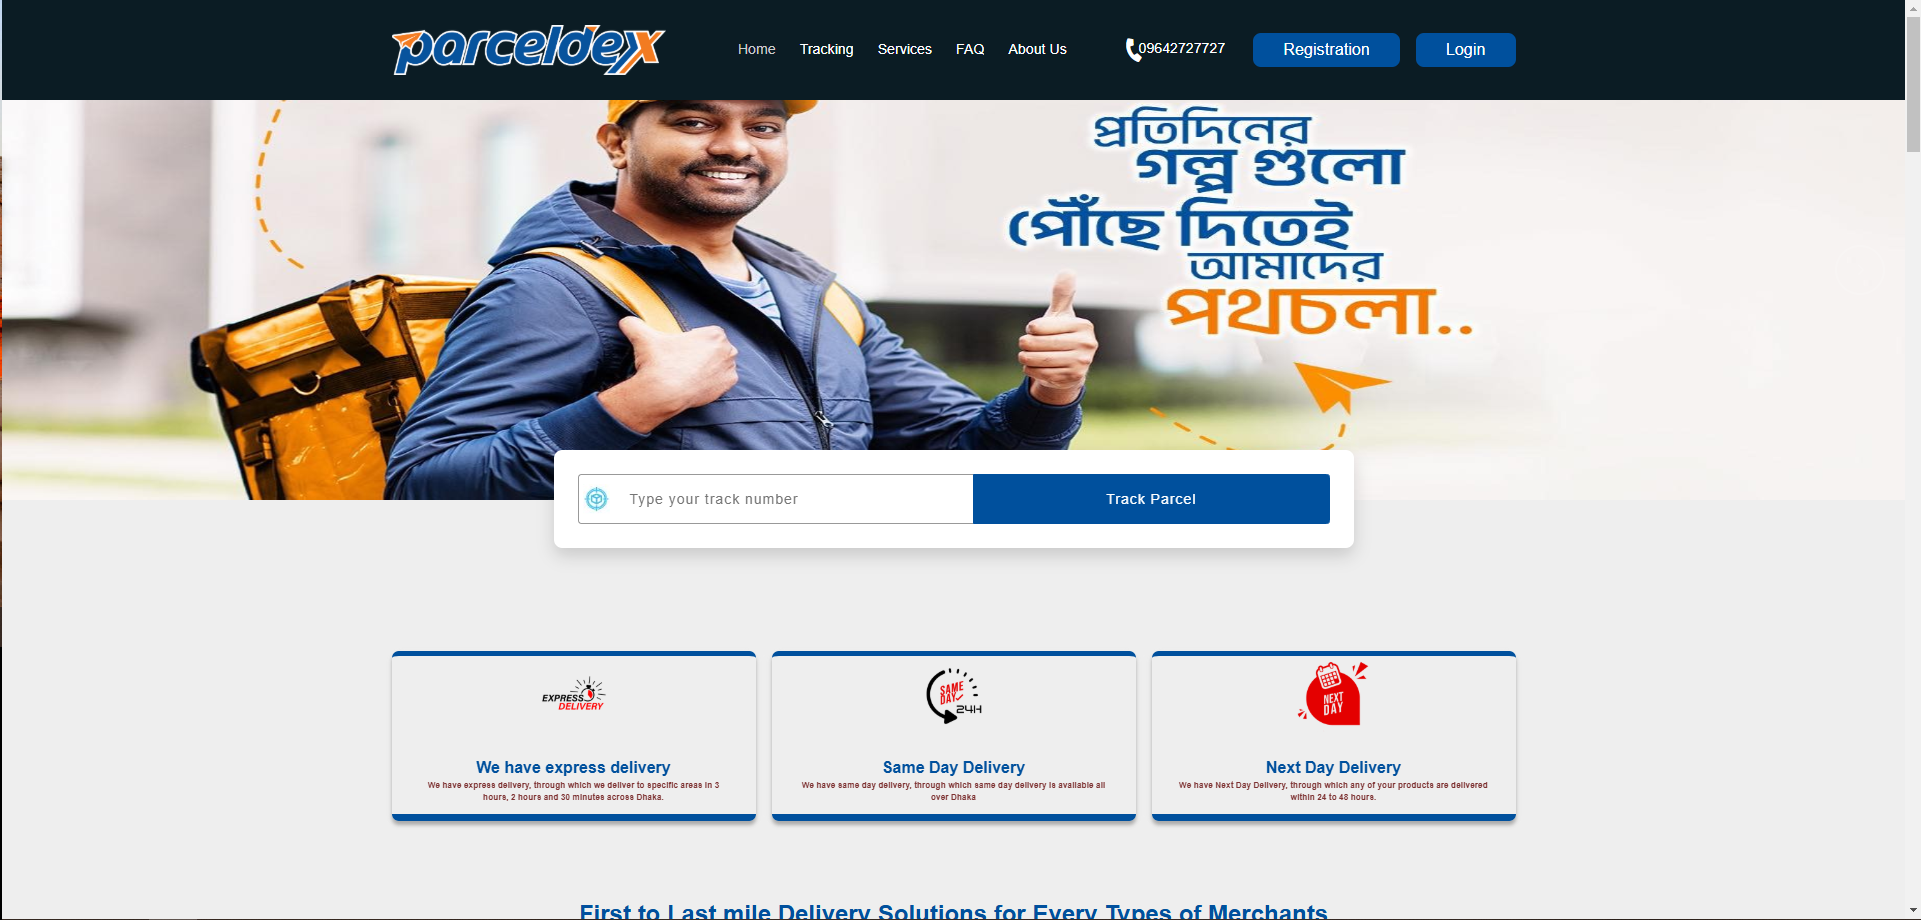 parceldex
Home Tracking Services FAQ About Us 09642727727 Registration Login
প্রতিদিনের
গল্প গুলো
পৌঁছে দিতেই
আমাদের
পথচলা..
Type your track number Track Parcel
EXPRESS
DELIVERY
SAME
DAY
24H
NEXT
DAY
We have express delivery
We have express delivery, through which we deliver to specific areas in 3
hours, 2 hours and 30 minutes across Dhaka.
Same Day Delivery
We have same day delivery, through which same day delivery is available all
over Dhaka
Next Day Delivery
We have Next Day Delivery, through which any of your products are delivered
within 24 to 48 hours.
First to Last mile Delivery Solutions for Every Types of Merchants